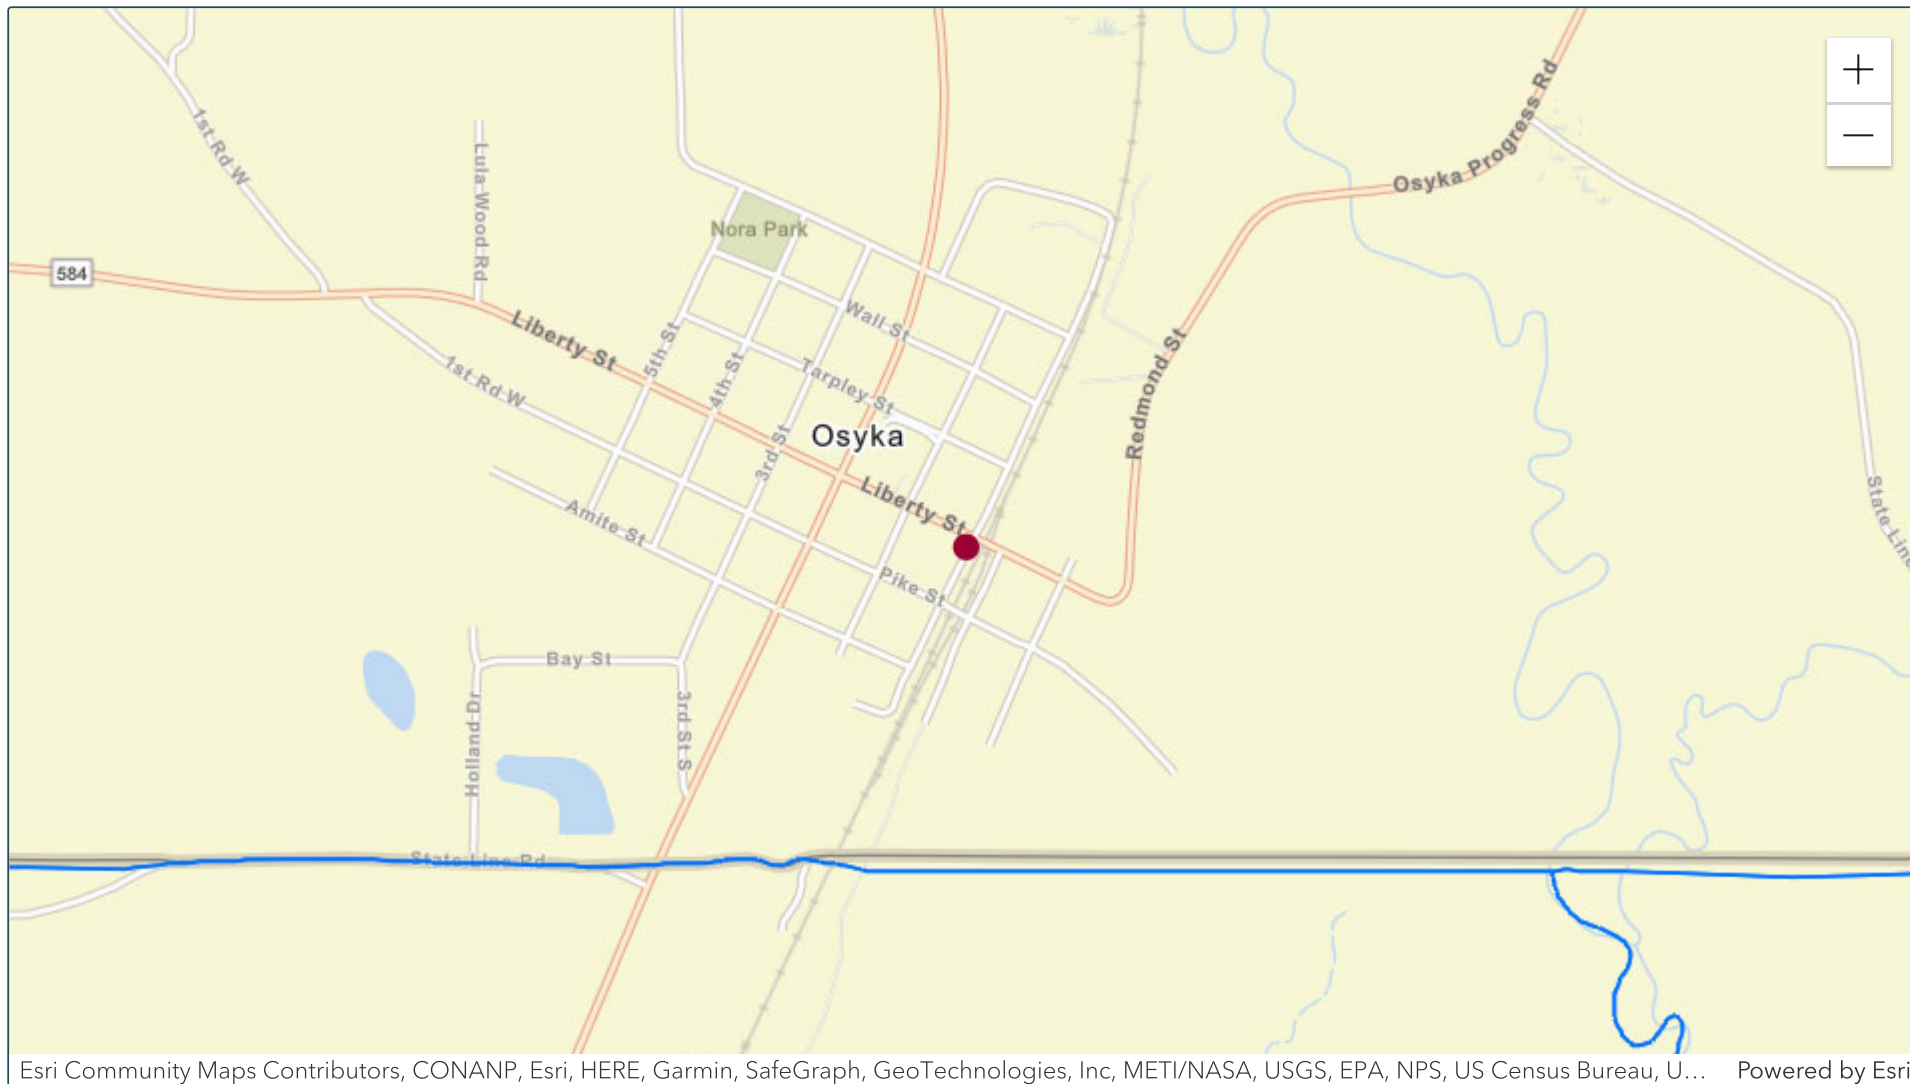 1st Rd W
Lula Wood Rd
Osyka Progress Rd
Nora Park
584
Liberty St
Wall St
5th St
4th St
Tarpley St
1st Rd W
Redmond St
Osyka
3rd St
Liberty St
State Line
Amite St
Pike St
Bay St
Holland Dr
3rd St S
State Line Rd
Esri Community Maps Contributors, CONANP, Esri, HERE, Garmin, SafeGraph, GeoTechnologies, Inc, METI/NASA, USGS, EPA, NPS, US Census Bureau, U... Powered by Esri